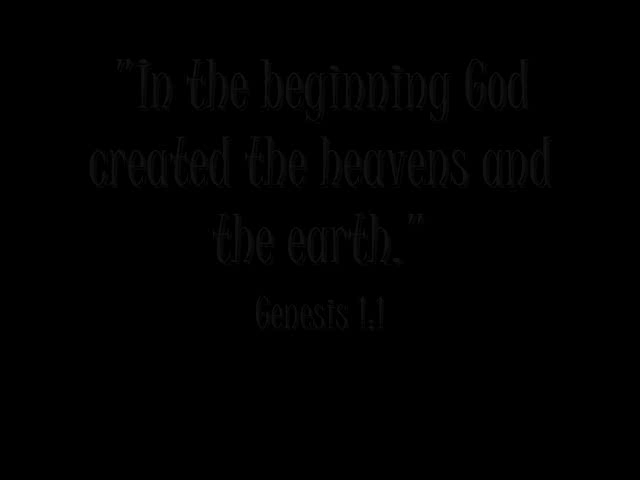 "In the beginning God
created the heavens and
the earth."
Genesis 1:1